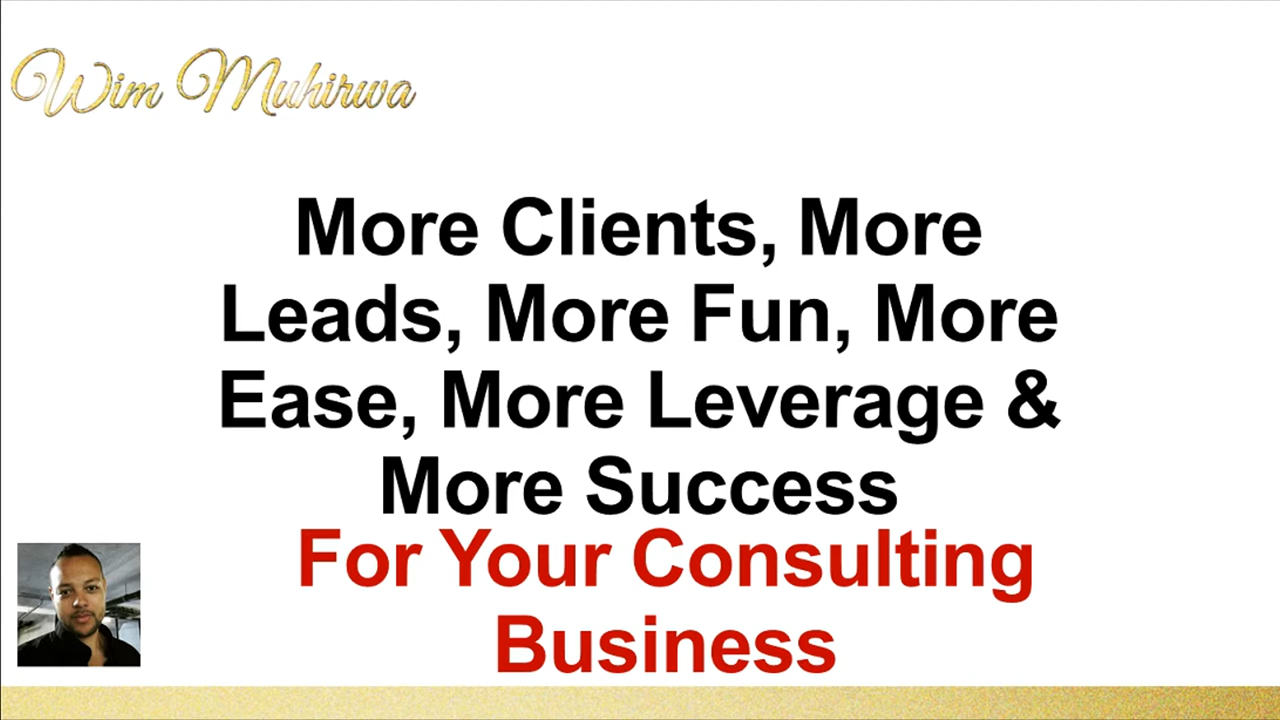 Wim Muhirwa
More Clients, More
Leads, More Fun, More
Ease, More Leverage &
More Success
For Your Consulting
Business